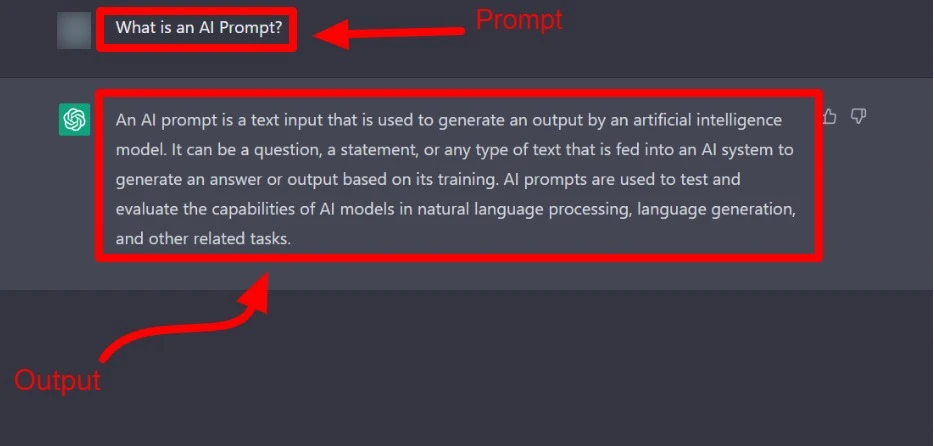 What is an AI Prompt?
Prompt
An AI prompt is a text input that is used to generate an output by an artificial intelligence
model. It can be a question, a statement, or any type of text that is fed into an AI system to
generate an answer or output based on its training. AI prompts are used to test and
evaluate the capabilities of AI models in natural language processing, language generation,
and other related tasks.
Output